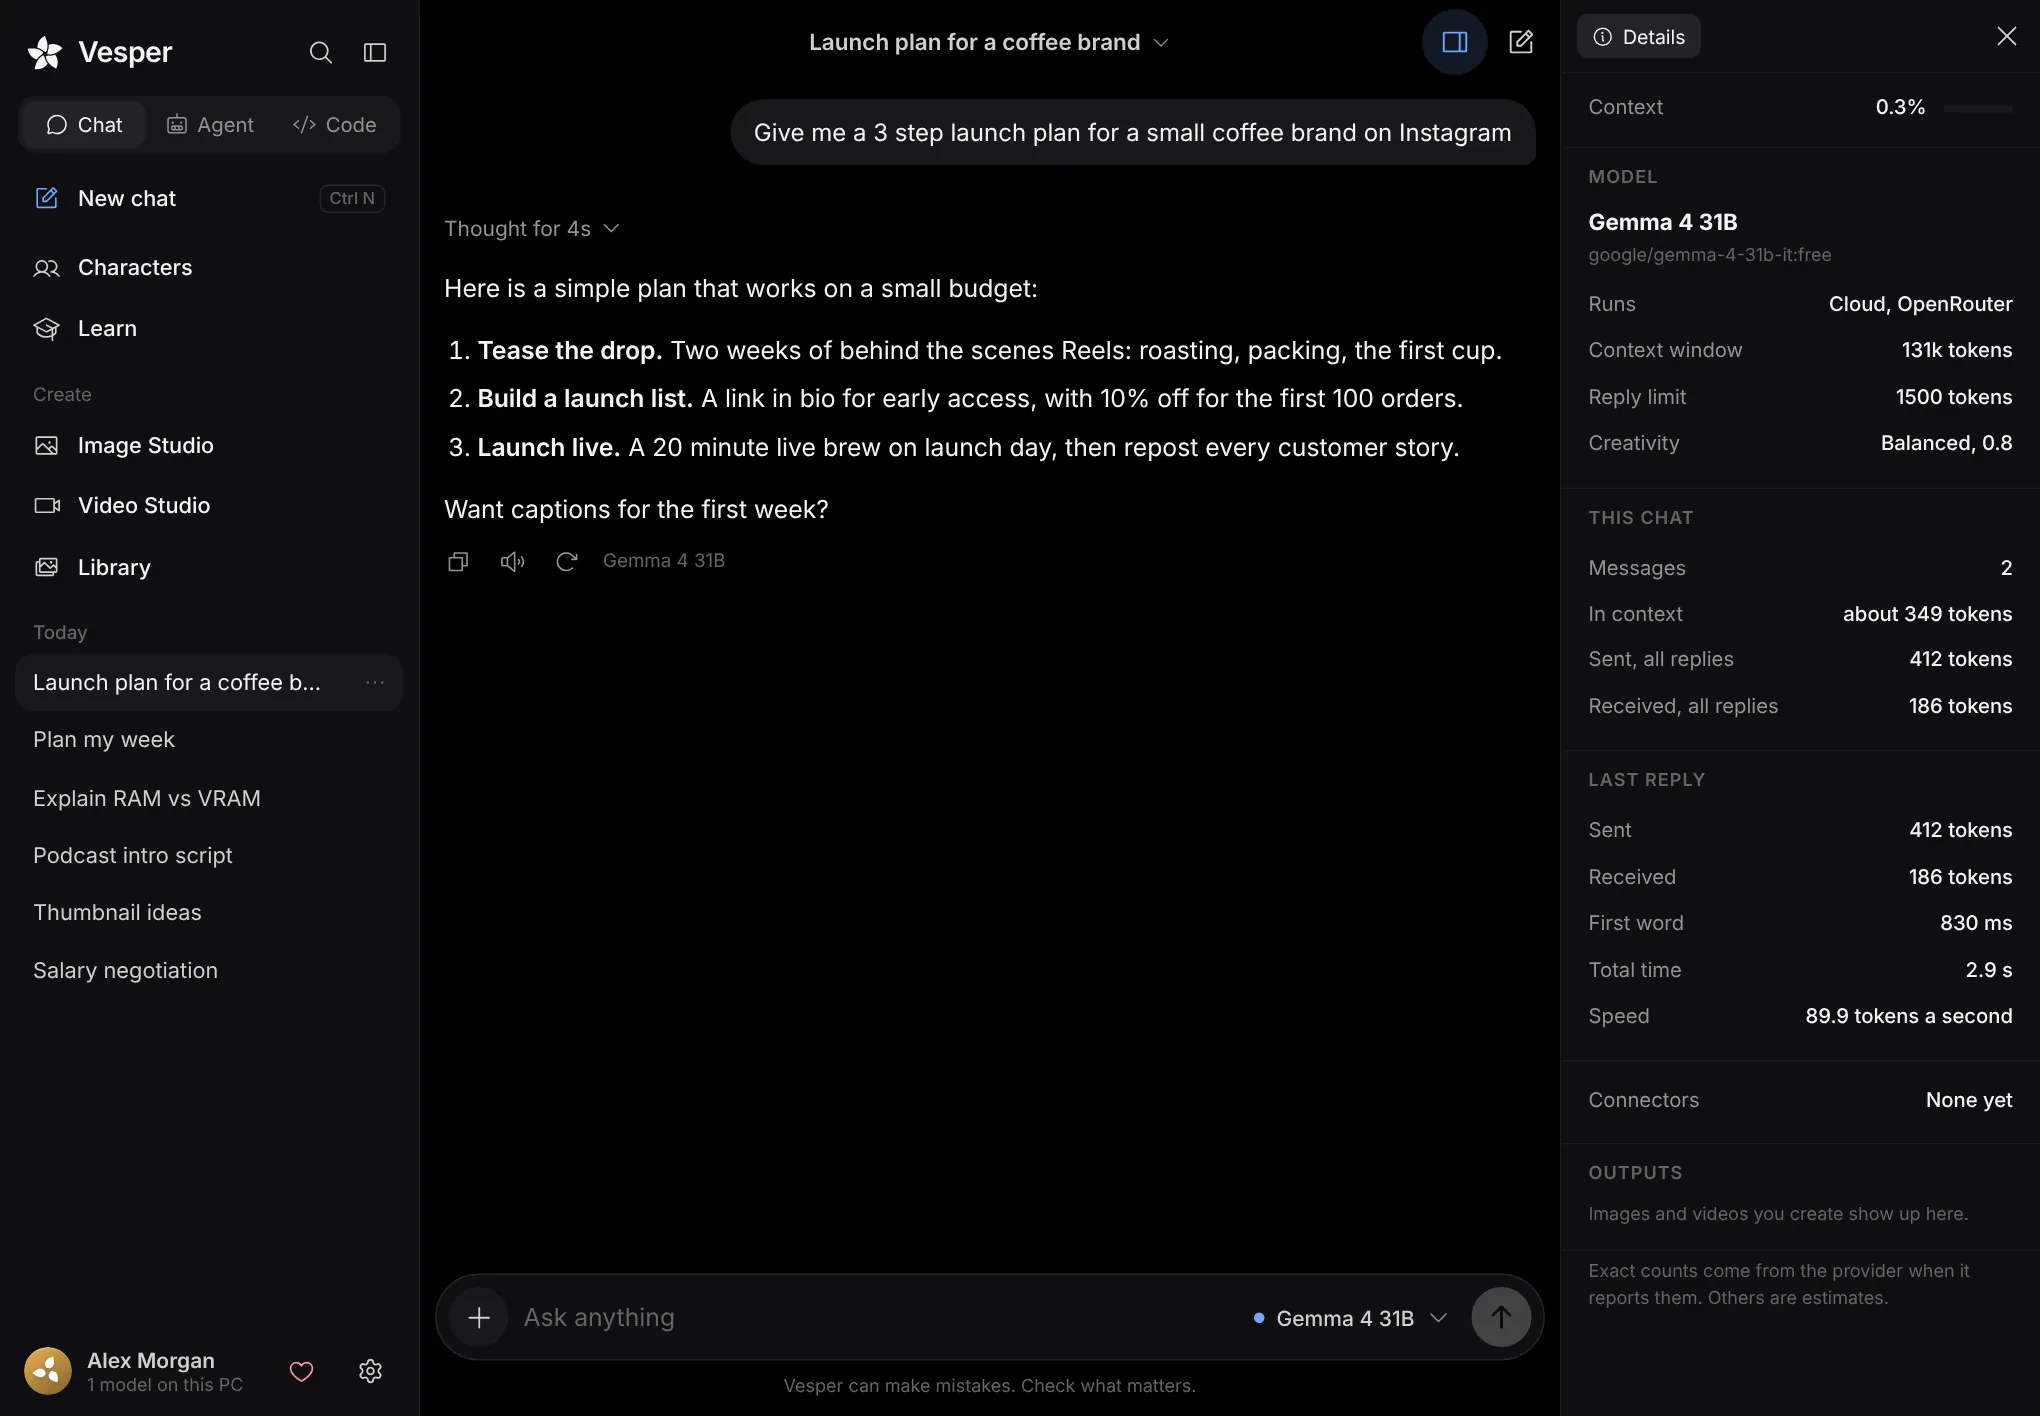 Vesper
Chat
Agent
</> Code
New chat
Ctrl N
Characters
Learn
Create
Image Studio
Video Studio
Library
Today
Launch plan for a coffee b...
Plan my week
Explain RAM vs VRAM
Podcast intro script
Thumbnail ideas
Salary negotiation
Alex Morgan
1 model on this PC
Launch plan for a coffee brand
Give me a 3 step launch plan for a small coffee brand on Instagram
Thought for 4s
Here is a simple plan that works on a small budget:
1. Tease the drop. Two weeks of behind the scenes Reels: roasting, packing, the first cup.
2. Build a launch list. A link in bio for early access, with 10% off for the first 100 orders.
3. Launch live. A 20 minute live brew on launch day, then repost every customer story.
Want captions for the first week?
Gemma 4 31B
Ask anything
Gemma 4 31B
Vesper can make mistakes. Check what matters.
Details
Context 0.3%
MODEL
Gemma 4 31B
google/gemma-4-31b-it:free
Runs Cloud, OpenRouter
Context window 131k tokens
Reply limit 1500 tokens
Creativity Balanced, 0.8
THIS CHAT
Messages 2
In context about 349 tokens
Sent, all replies 412 tokens
Received, all replies 186 tokens
LAST REPLY
Sent 412 tokens
Received 186 tokens
First word 830 ms
Total time 2.9 s
Speed 89.9 tokens a second
Connectors None yet
OUTPUTS
Images and videos you create show up here.
Exact counts come from the provider when it
reports them. Others are estimates.